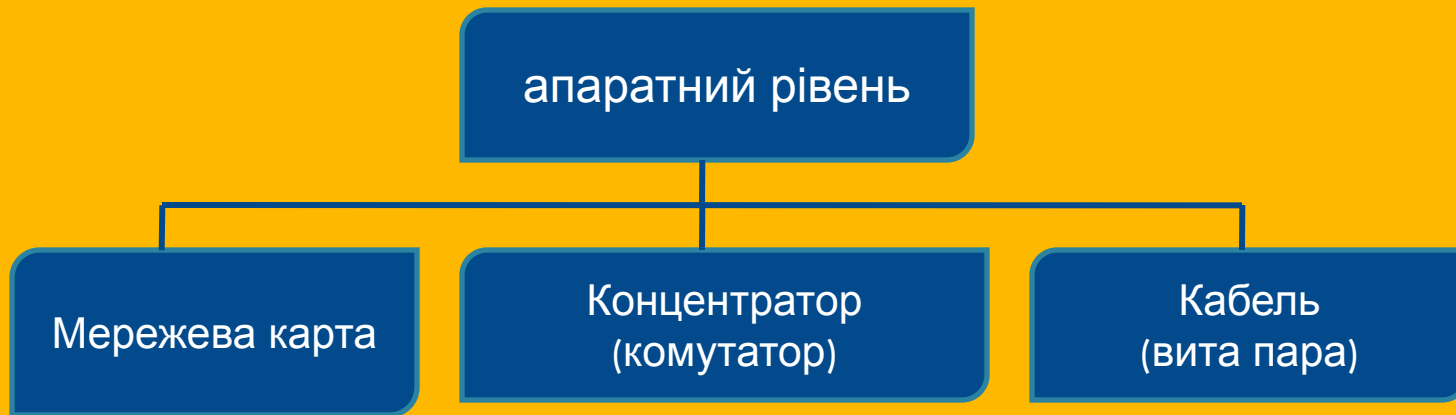 апаратний рівень
Мережева карта
Концентратор
(комутатор)
Кабель
(вита пара)